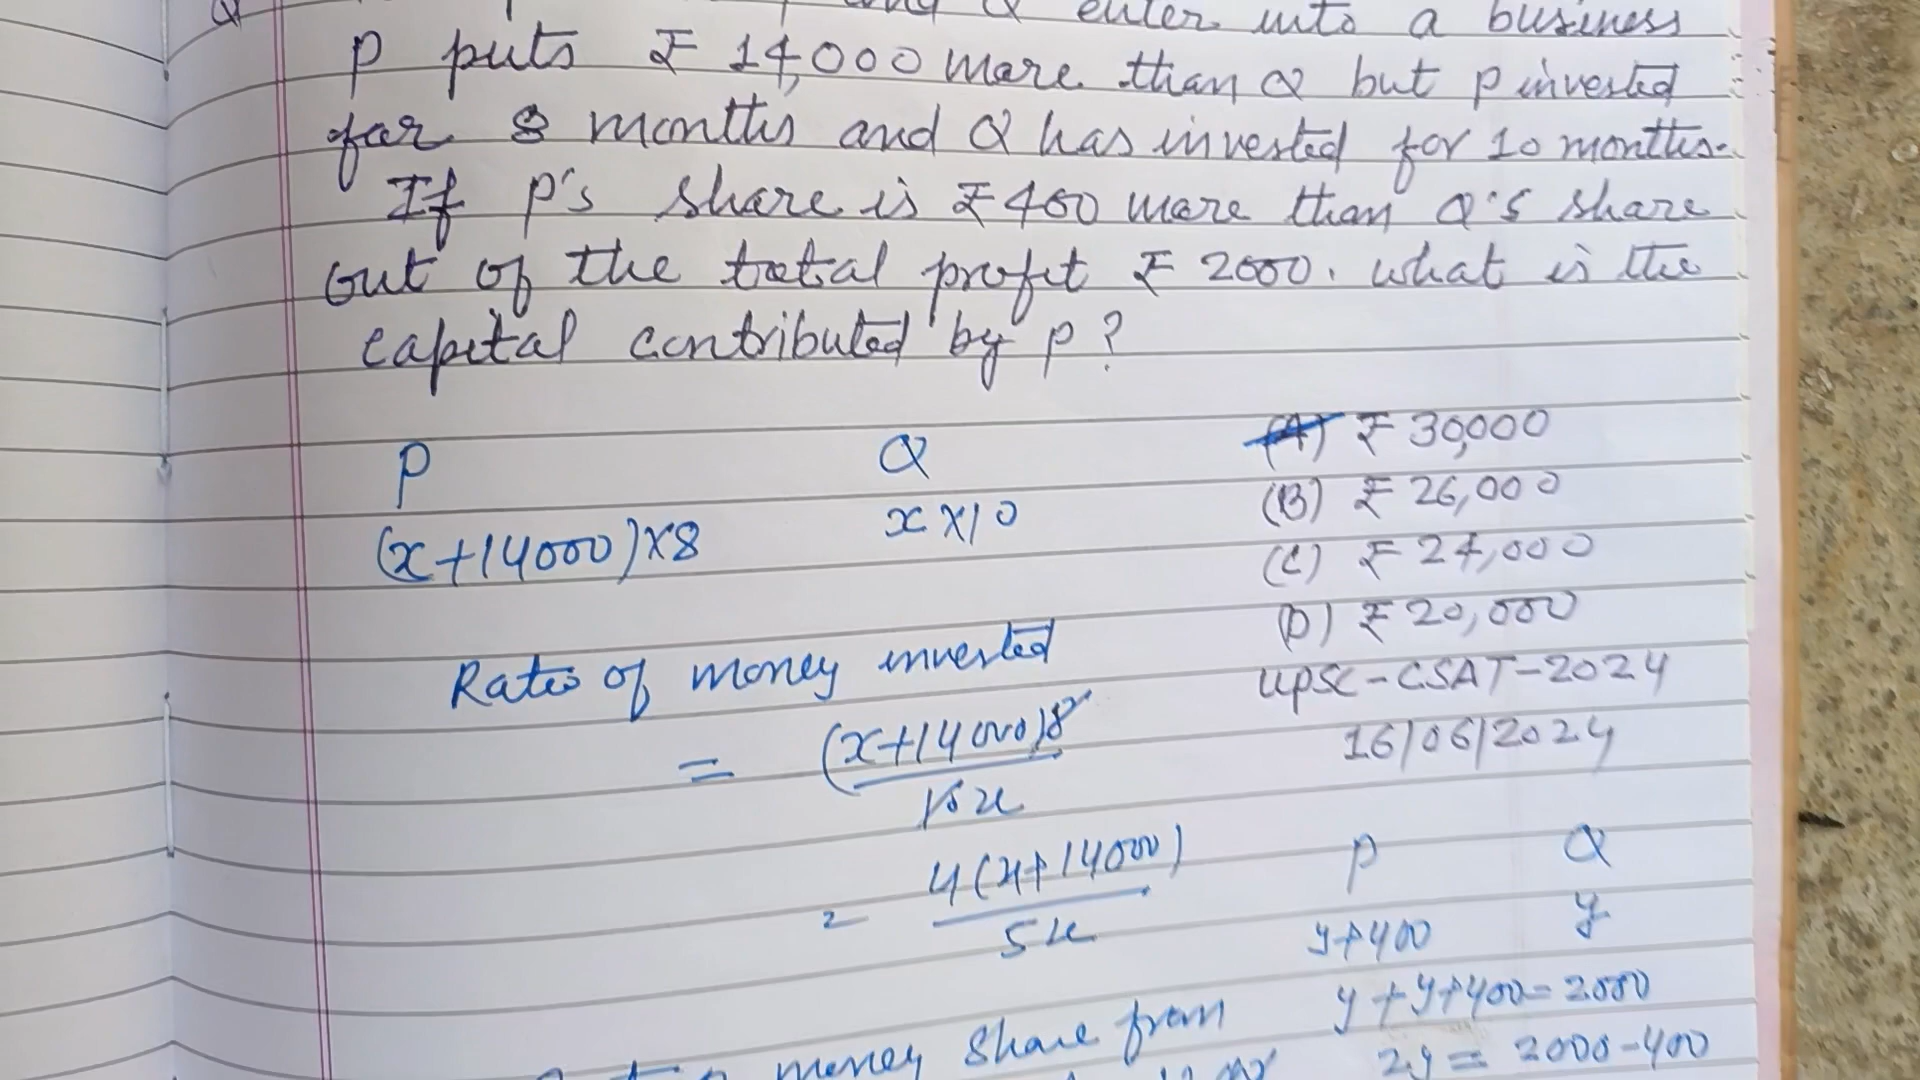 Q enter into a business
P puts ₹ 14,000 more than Q but P invested
for 8 months and Q has invested for 10 months.
If P's share is ₹400 more than Q's share
out of the total profit ₹ 2000. what is the
capital contributed by P?
P Q
(x+14000)×8 x×10
(A) ₹ 30,000
(B) ₹ 26,000
(C) ₹ 24,000
(D) ₹ 20,000
UPSC-CSAT-2024
16/06/2024
Ratio of money invested
= (x+14000)8
10x
= 4(x+14000)
5x
P Q
y+400 y
y+y+400=2000
2y = 2000-400
money share from